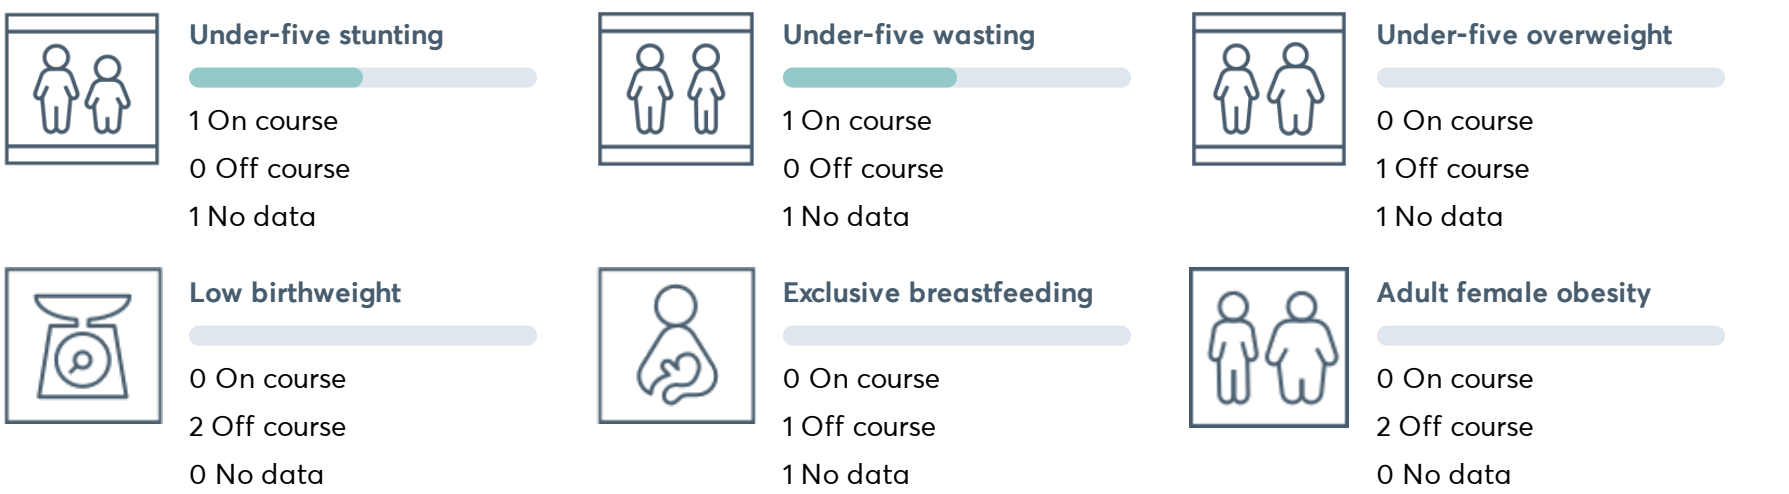 Under-five stunting
1 On course
0 Off course
1 No data
Under-five wasting
1 On course
0 Off course
1 No data
Under-five overweight
0 On course
1 Off course
1 No data
Low birthweight
0 On course
2 Off course
0 No data
Exclusive breastfeeding
0 On course
1 Off course
1 No data
Adult female obesity
0 On course
2 Off course
0 No data